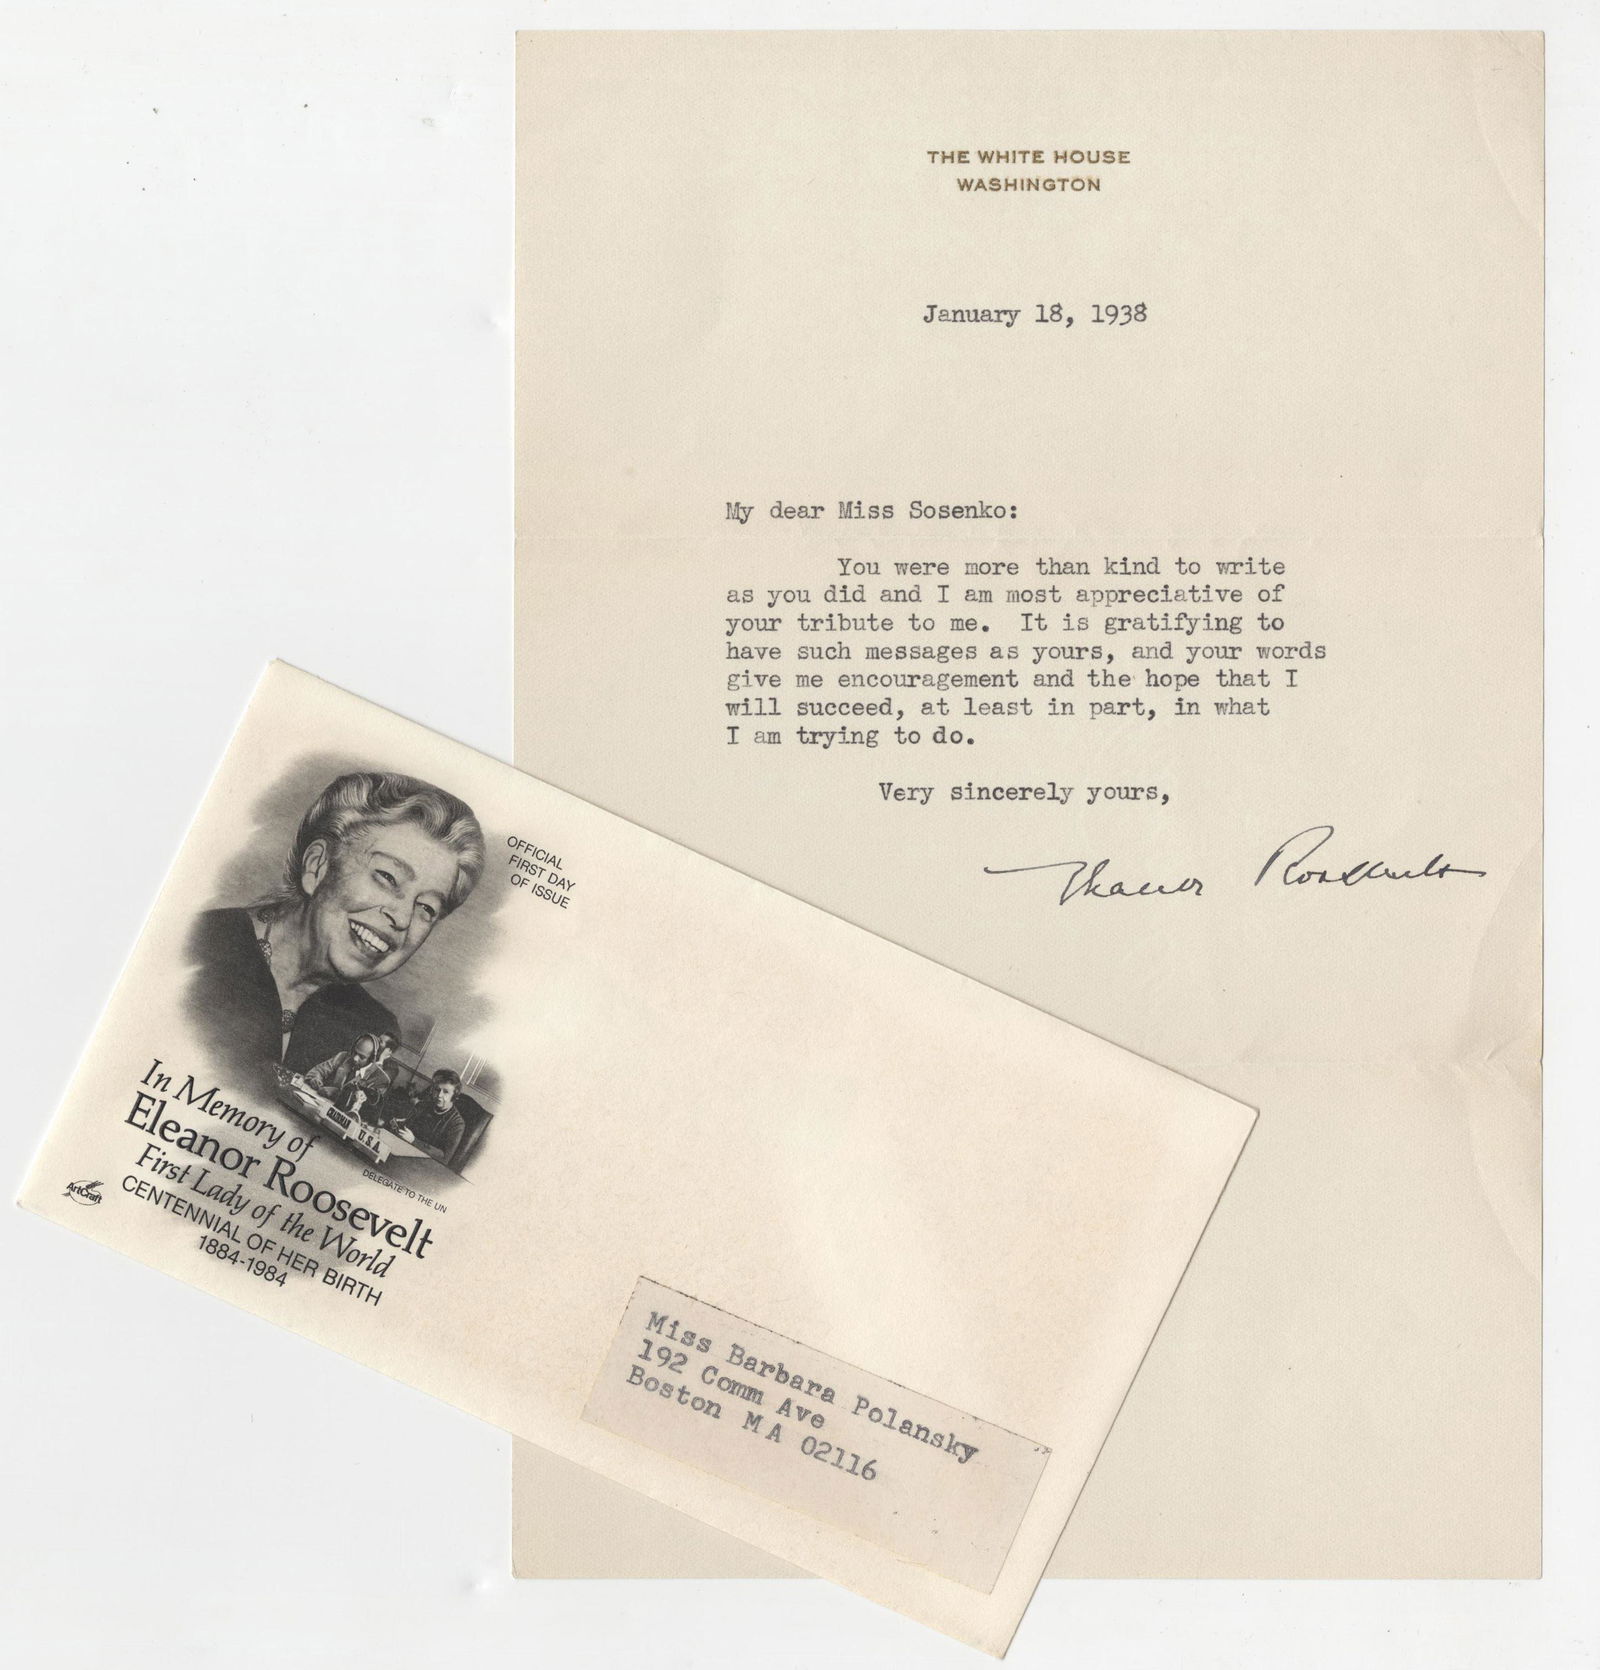 THE WHITE HOUSE
WASHINGTON
January 18, 1938
My dear Miss Sosenko:
You were more than kind to write
as you did and I am most appreciative of
your tribute to me. It is gratifying to
have such messages as yours, and your words
give me encouragement and the hope that I
will succeed, at least in part, in what
I am trying to do.
Very sincerely yours,
Eleanor Roosevelt
OFFICIAL
FIRST DAY
OF ISSUE
CHAIRMAN
U.S.A.
DELEGATE TO THE UN
In Memory of
Eleanor Roosevelt
First Lady of the World
CENTENNIAL OF HER BIRTH
1884-1984
ArtCraft
Miss Barbara Polansky
192 Comm Ave
Boston MA 02116